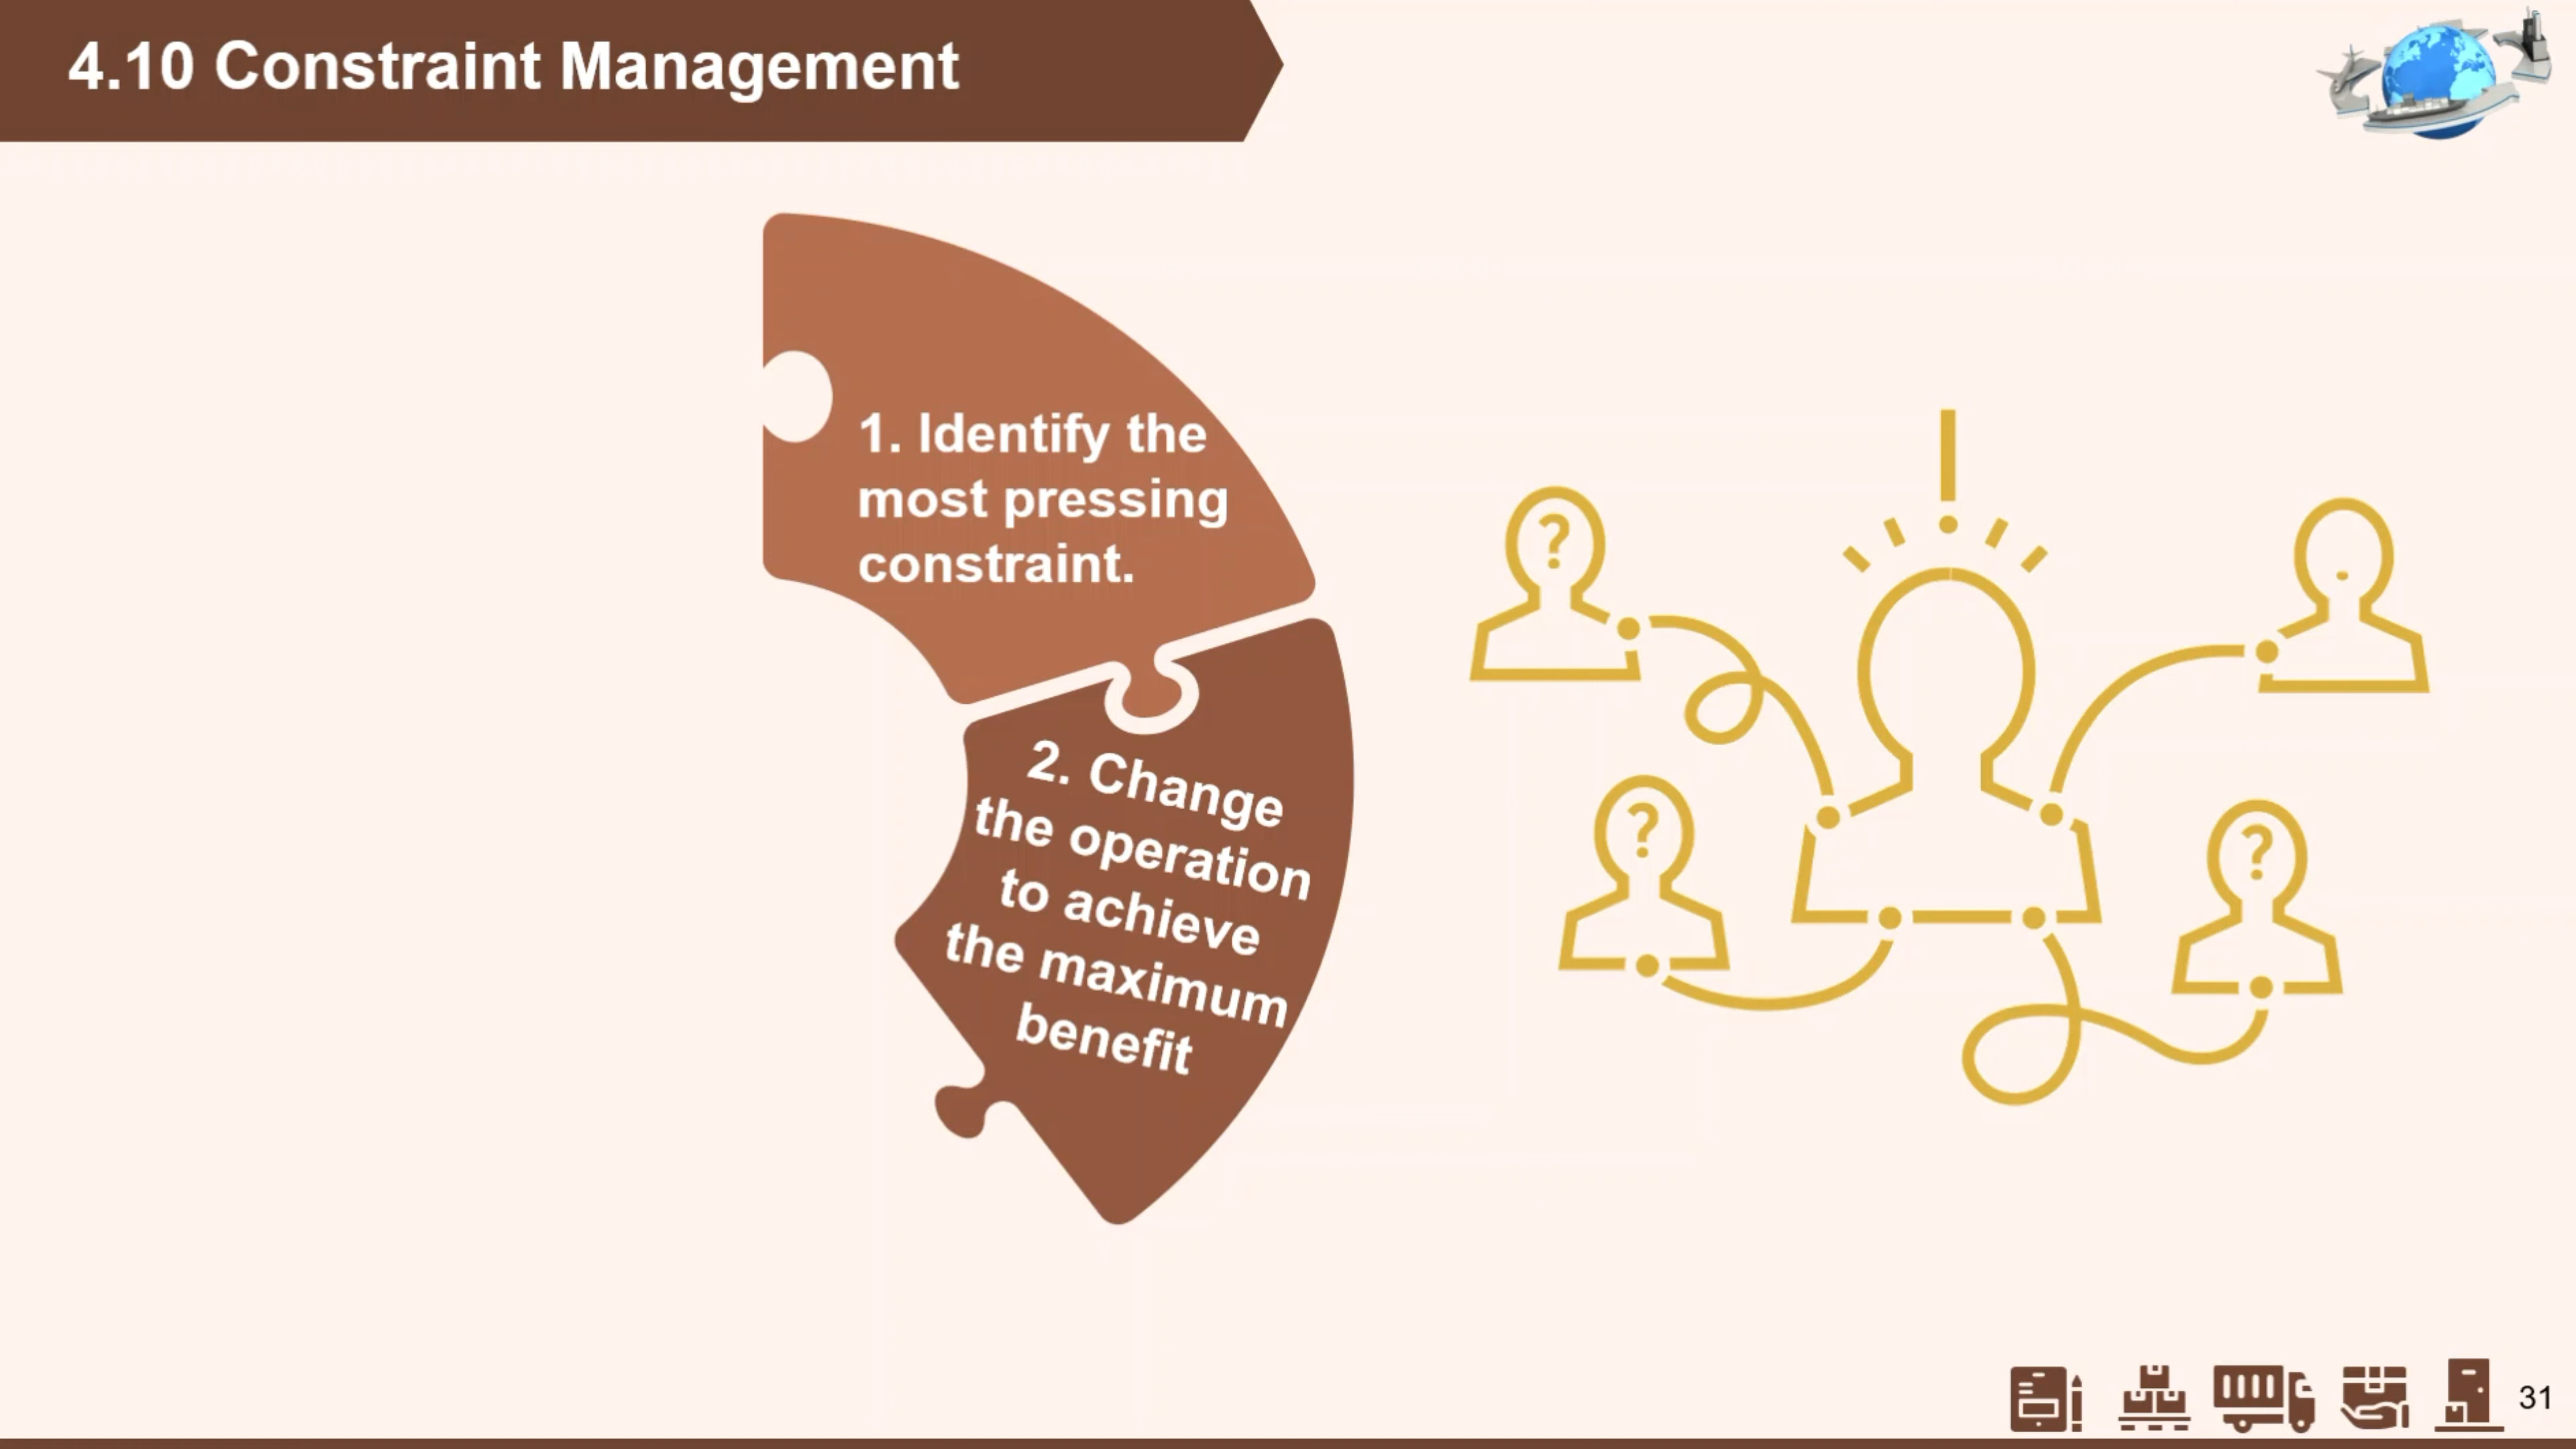 4.10 Constraint Management
1. Identify the
most pressing
constraint.
2. Change
the operation
to achieve
the maximum
benefit
?
?
?
31